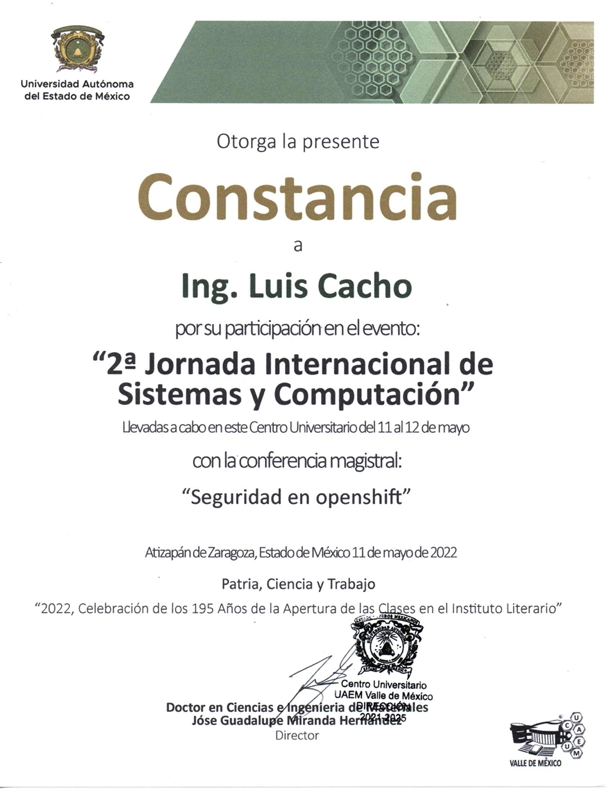 Universidad Autónoma
del Estado de México
Otorga la presente
Constancia
a
Ing. Luis Cacho
por su participación en el evento:
“2ª Jornada Internacional de
Sistemas y Computación”
Llevadas a cabo en este Centro Universitario del 11 al 12 de mayo
con la conferencia magistral:
“Seguridad en openshift”
Atizapán de Zaragoza, Estado de México 11 de mayo de 2022
Patria, Ciencia y Trabajo
“2022, Celebración de los 195 Años de la Apertura de las Clases en el Instituto Literario”
Centro Universitario
UAEM Valle de México
DIRECCIÓN
2021-2025
Doctor en Ciencias e Ingenieria de Materiales
Jóse Guadalupe Miranda Hernández
Director
CU
UAEM
VALLE DE MÉXICO